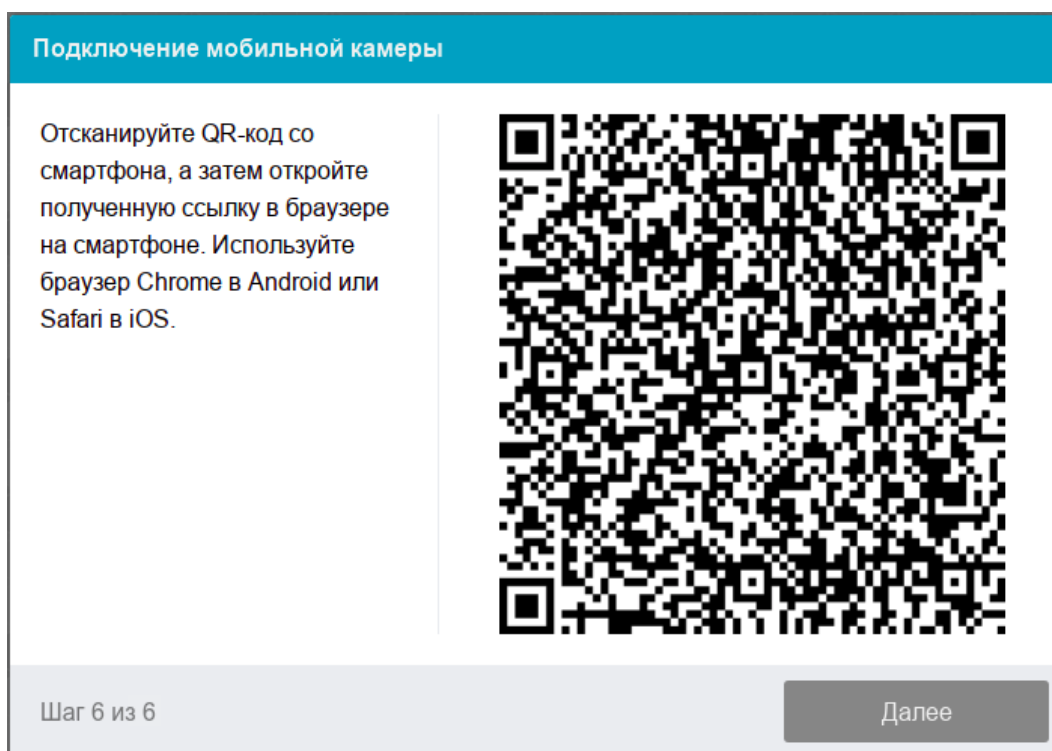 Подключение мобильной камеры
Отсканируйте QR-код со
смартфона, а затем откройте
полученную ссылку в браузере
на смартфоне. Используйте
браузер Chrome в Android или
Safari в iOS.
Шаг 6 из 6
Далее